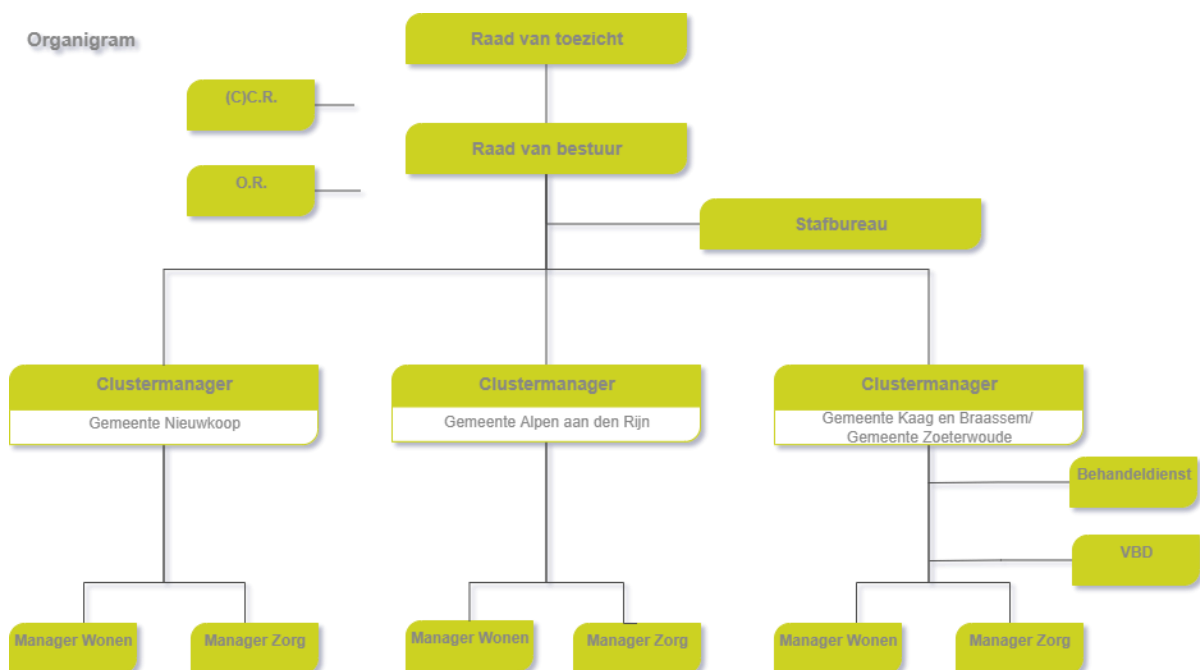 Organigram
Raad van toezicht
(C)C.R.
Raad van bestuur
O.R.
Stafbureau
Clustermanager
Gemeente Nieuwkoop
Clustermanager
Gemeente Alpen aan den Rijn
Clustermanager
Gemeente Kaag en Braassem/
Gemeente Zoeterwoude
Behandeldienst
VBD
Manager Wonen
Manager Zorg
Manager Wonen
Manager Zorg
Manager Wonen
Manager Zorg